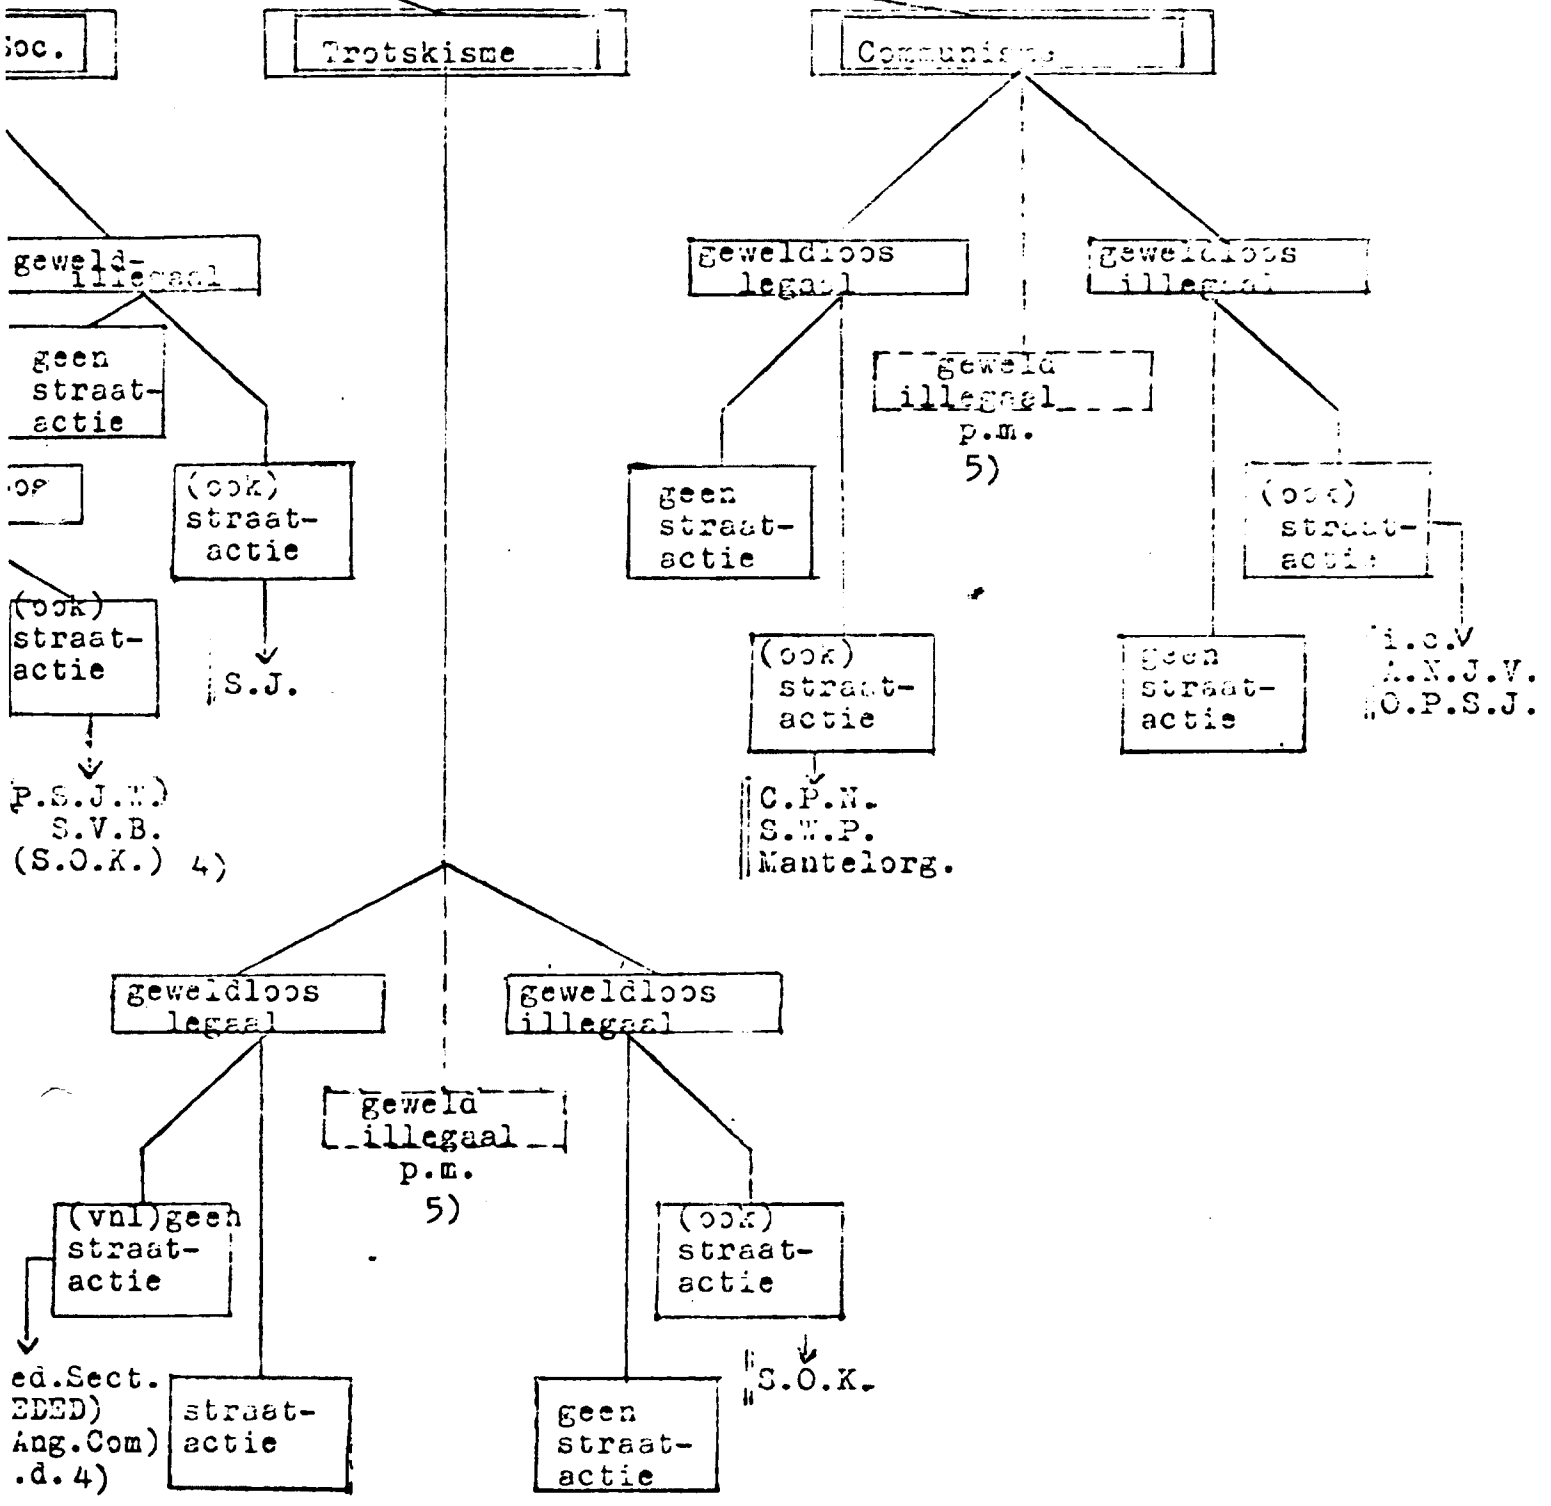 Soc.
Trotskisme
Communisme
geweld-
illegaal
geen
straat-
actie
(ook)
straat-
actie
S.J.
(ook)
straat-
actie
P.S.J.W.)
S.V.B.
(S.O.K.) 4)
geweldloos
legaal
geweldloos
illegaal
geweld
illegaal
p.m.
5)
geen
straat-
actie
(ook)
straat-
actie
(ook)
straat-
actie
geen
straat-
actie
i.c.
A.N.J.V.
O.P.S.J.
C.P.N.
S.W.P.
Mantelorg.
geweldloos
legaal
geweldloos
illegaal
geweld
illegaal
p.m.
5)
(vnl)geen
straat-
actie
(ook)
straat-
actie
ed.Sect.
EDED)
Ang.Com)
.d. 4)
straat-
actie
geen
straat-
actie
S.O.K.